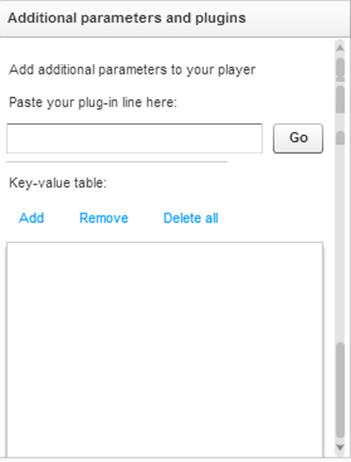 Additional parameters and plugins
Add additional parameters to your player
Paste your plug-in line here:
Go
Key-value table:
Add Remove Delete all